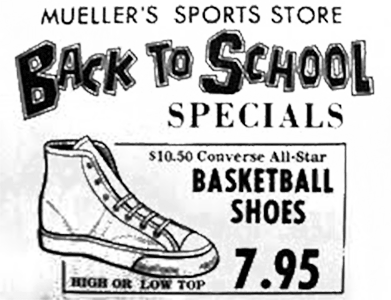 MUELLER'S SPORTS STORE
BACK TO SCHOOL
SPECIALS
$10.50 Converse All-Star
BASKETBALL
SHOES
HIGH OR LOW TOP
7.95